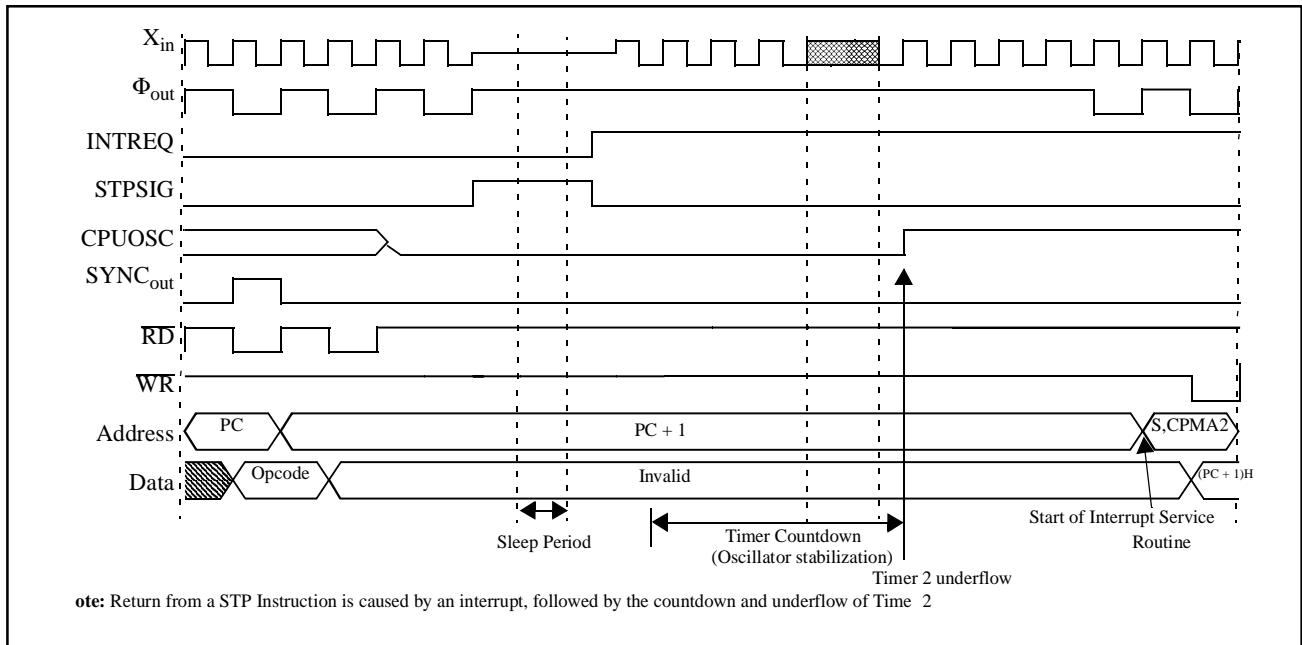 Xin
Φout
INTREQ
STPSIG
CPUOSC
SYNCout
RD
WR
Address
PC
PC + 1
S,CPMA2
Data
Opcode
Invalid
(PC + 1)H
Sleep Period
Timer Countdown
(Oscillator stabilization)
Start of Interrupt Service
Routine
Timer 2 underflow
ote: Return from a STP Instruction is caused by an interrupt, followed by the countdown and underflow of Time 2